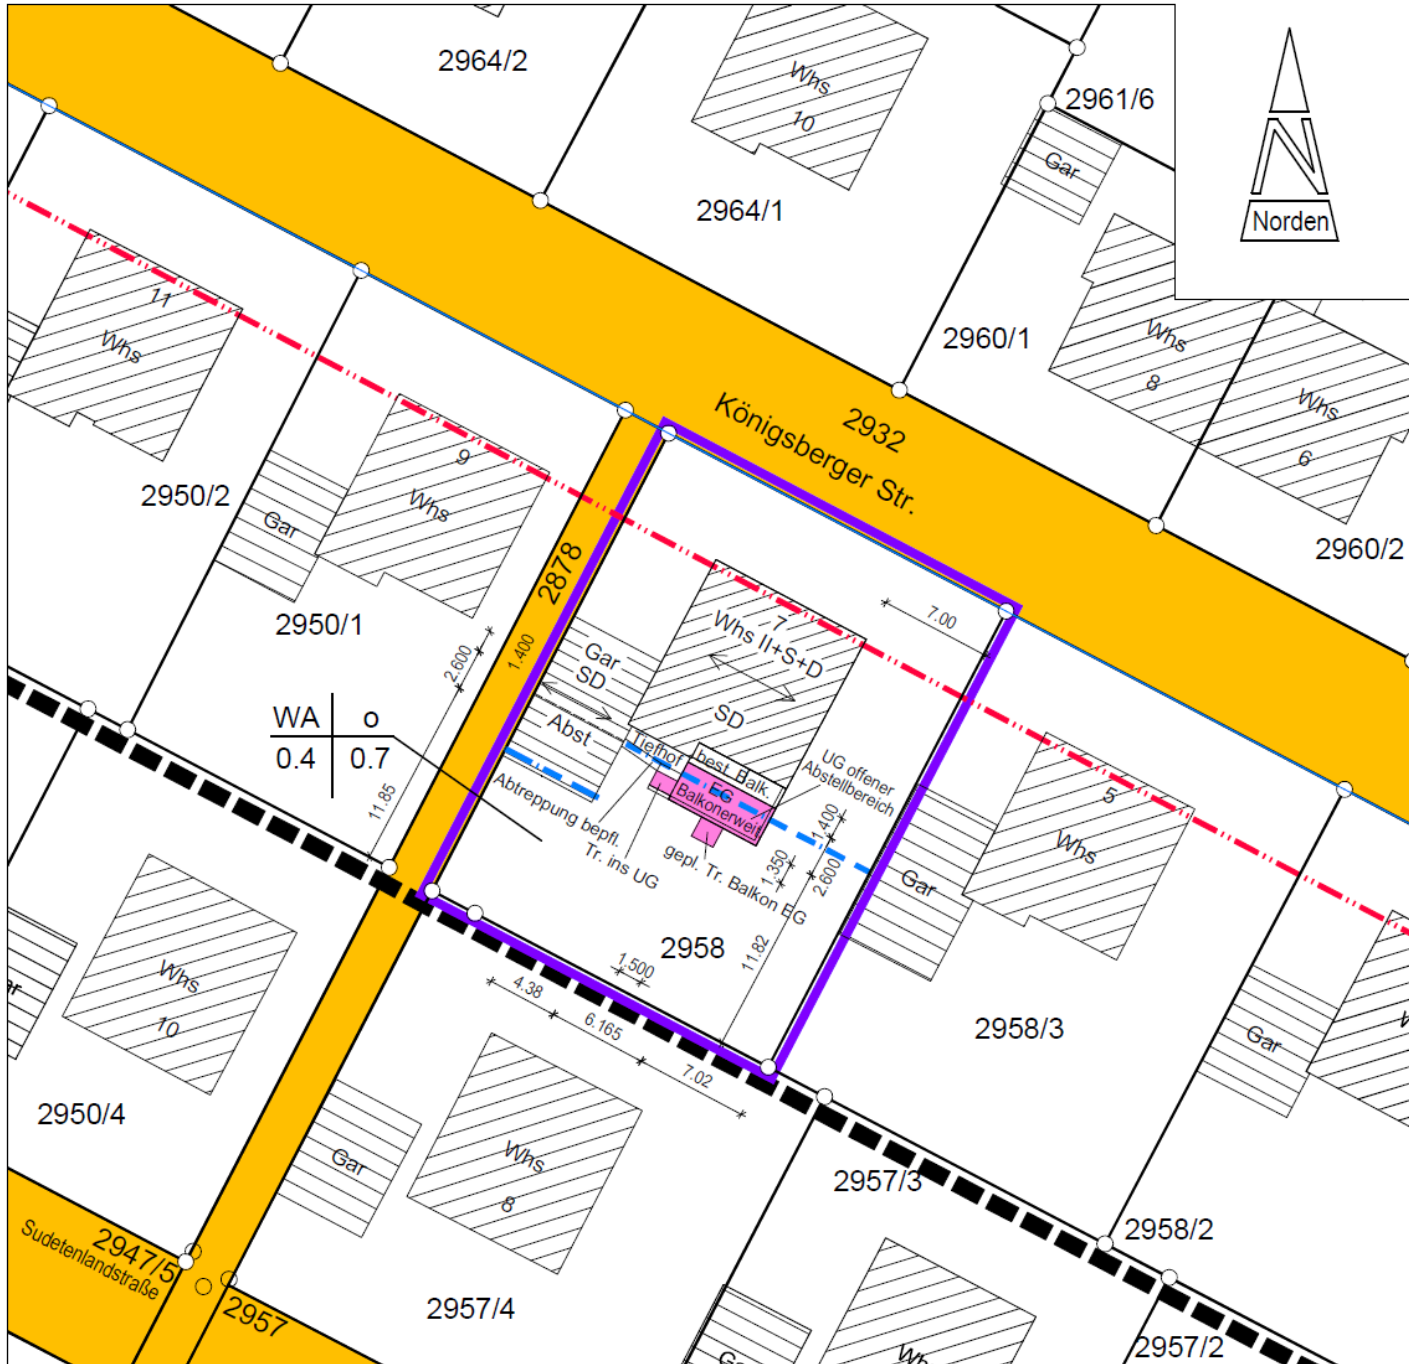 2964/2
Whs
10
2961/6
Gar
Norden
2964/1
2960/1
Whs
8
Whs
6
2960/2
11
Whs
2950/2
9
Whs
Gar
2950/1
Königsberger Str.
2932
2878
7
Whs II+S+D
SD
7.00
Gar
SD
Abst
2.600
1.400
WA
o
0.4
0.7
11.85
Tiefhof
best. Balk.
EG
Balkonerweit
UG offener
Abstellbereich
Abtreppung bepfl.
Tr. ins UG
gepl. Tr. Balkon EG
1.400
1.350
2.600
11.82
2958
1.500
4.38
6.165
7.02
5
Whs
Gar
2958/3
Whs
10
2950/4
Gar
Whs
8
Gar
2957/3
2958/2
2957/2
2947/5
Sudetenlandstraße
2957
2957/4